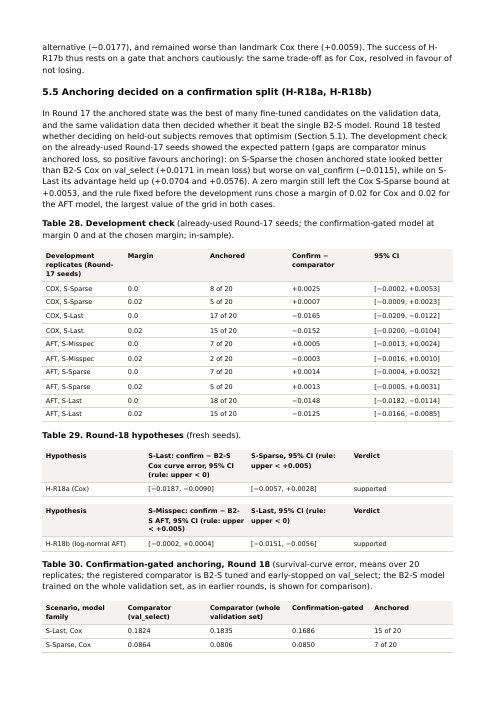 alternative (−0.0177), and remained worse than landmark Cox there (+0.0059). The success of H-
R17b thus rests on a gate that anchors cautiously: the same trade-off as for Cox, resolved in favour of
not losing.
5.5 Anchoring decided on a confirmation split (H-R18a, H-R18b)
In Round 17 the anchored state was the best of many fine-tuned candidates on the validation data,
and the same validation data then decided whether it beat the single B2-S model. Round 18 tested
whether deciding on held-out subjects removes that optimism (Section 5.1). The development check
on the already-used Round-17 seeds showed the expected pattern (gaps are comparator minus
anchored loss, so positive favours anchoring): on S-Sparse the chosen anchored state looked better
than B2-S Cox on val_select (+0.0171 in mean loss) but worse on val_confirm (−0.0115), while on S-
Last its advantage held up (+0.0704 and +0.0576). A zero margin still left the Cox S-Sparse bound at
+0.0053, and the rule fixed before the development runs chose a margin of 0.02 for Cox and 0.02 for
the AFT model, the largest value of the grid in both cases.
Table 28. Development check (already-used Round-17 seeds; the confirmation-gated model at
margin 0 and at the chosen margin; in-sample).
Development replicates (Round-17 seeds) Margin Anchored Confirm − comparator 95% CI
COX, S-Sparse 0.0 8 of 20 +0.0025 [−0.0002, +0.0053]
COX, S-Sparse 0.02 5 of 20 +0.0007 [−0.0009, +0.0023]
COX, S-Last 0.0 17 of 20 −0.0165 [−0.0209, −0.0122]
COX, S-Last 0.02 15 of 20 −0.0152 [−0.0200, −0.0104]
AFT, S-Misspec 0.0 7 of 20 +0.0005 [−0.0013, +0.0024]
AFT, S-Misspec 0.02 2 of 20 −0.0003 [−0.0016, +0.0010]
AFT, S-Sparse 0.0 7 of 20 +0.0014 [−0.0004, +0.0032]
AFT, S-Sparse 0.02 5 of 20 +0.0013 [−0.0005, +0.0031]
AFT, S-Last 0.0 18 of 20 −0.0148 [−0.0182, −0.0114]
AFT, S-Last 0.02 15 of 20 −0.0125 [−0.0166, −0.0085]
Table 29. Round-18 hypotheses (fresh seeds).
Hypothesis S-Last: confirm − B2-S Cox curve error, 95% CI (rule: upper < 0) S-Sparse, 95% CI (rule: upper < +0.005) Verdict
H-R18a (Cox) [−0.0187, −0.0090] [−0.0057, +0.0028] supported
Hypothesis S-Misspec: confirm − B2-S AFT, 95% CI (rule: upper < +0.005) S-Last, 95% CI (rule: upper < 0) Verdict
H-R18b (log-normal AFT) [−0.0002, +0.0004] [−0.0151, −0.0056] supported
Table 30. Confirmation-gated anchoring, Round 18 (survival-curve error, means over 20
replicates; the registered comparator is B2-S tuned and early-stopped on val_select; the B2-S model
trained on the whole validation set, as in earlier rounds, is shown for comparison).
Scenario, model family Comparator (val_select) Comparator (whole validation set) Confirmation-gated Anchored
S-Last, Cox 0.1824 0.1835 0.1686 15 of 20
S-Sparse, Cox 0.0864 0.0806 0.0850 7 of 20